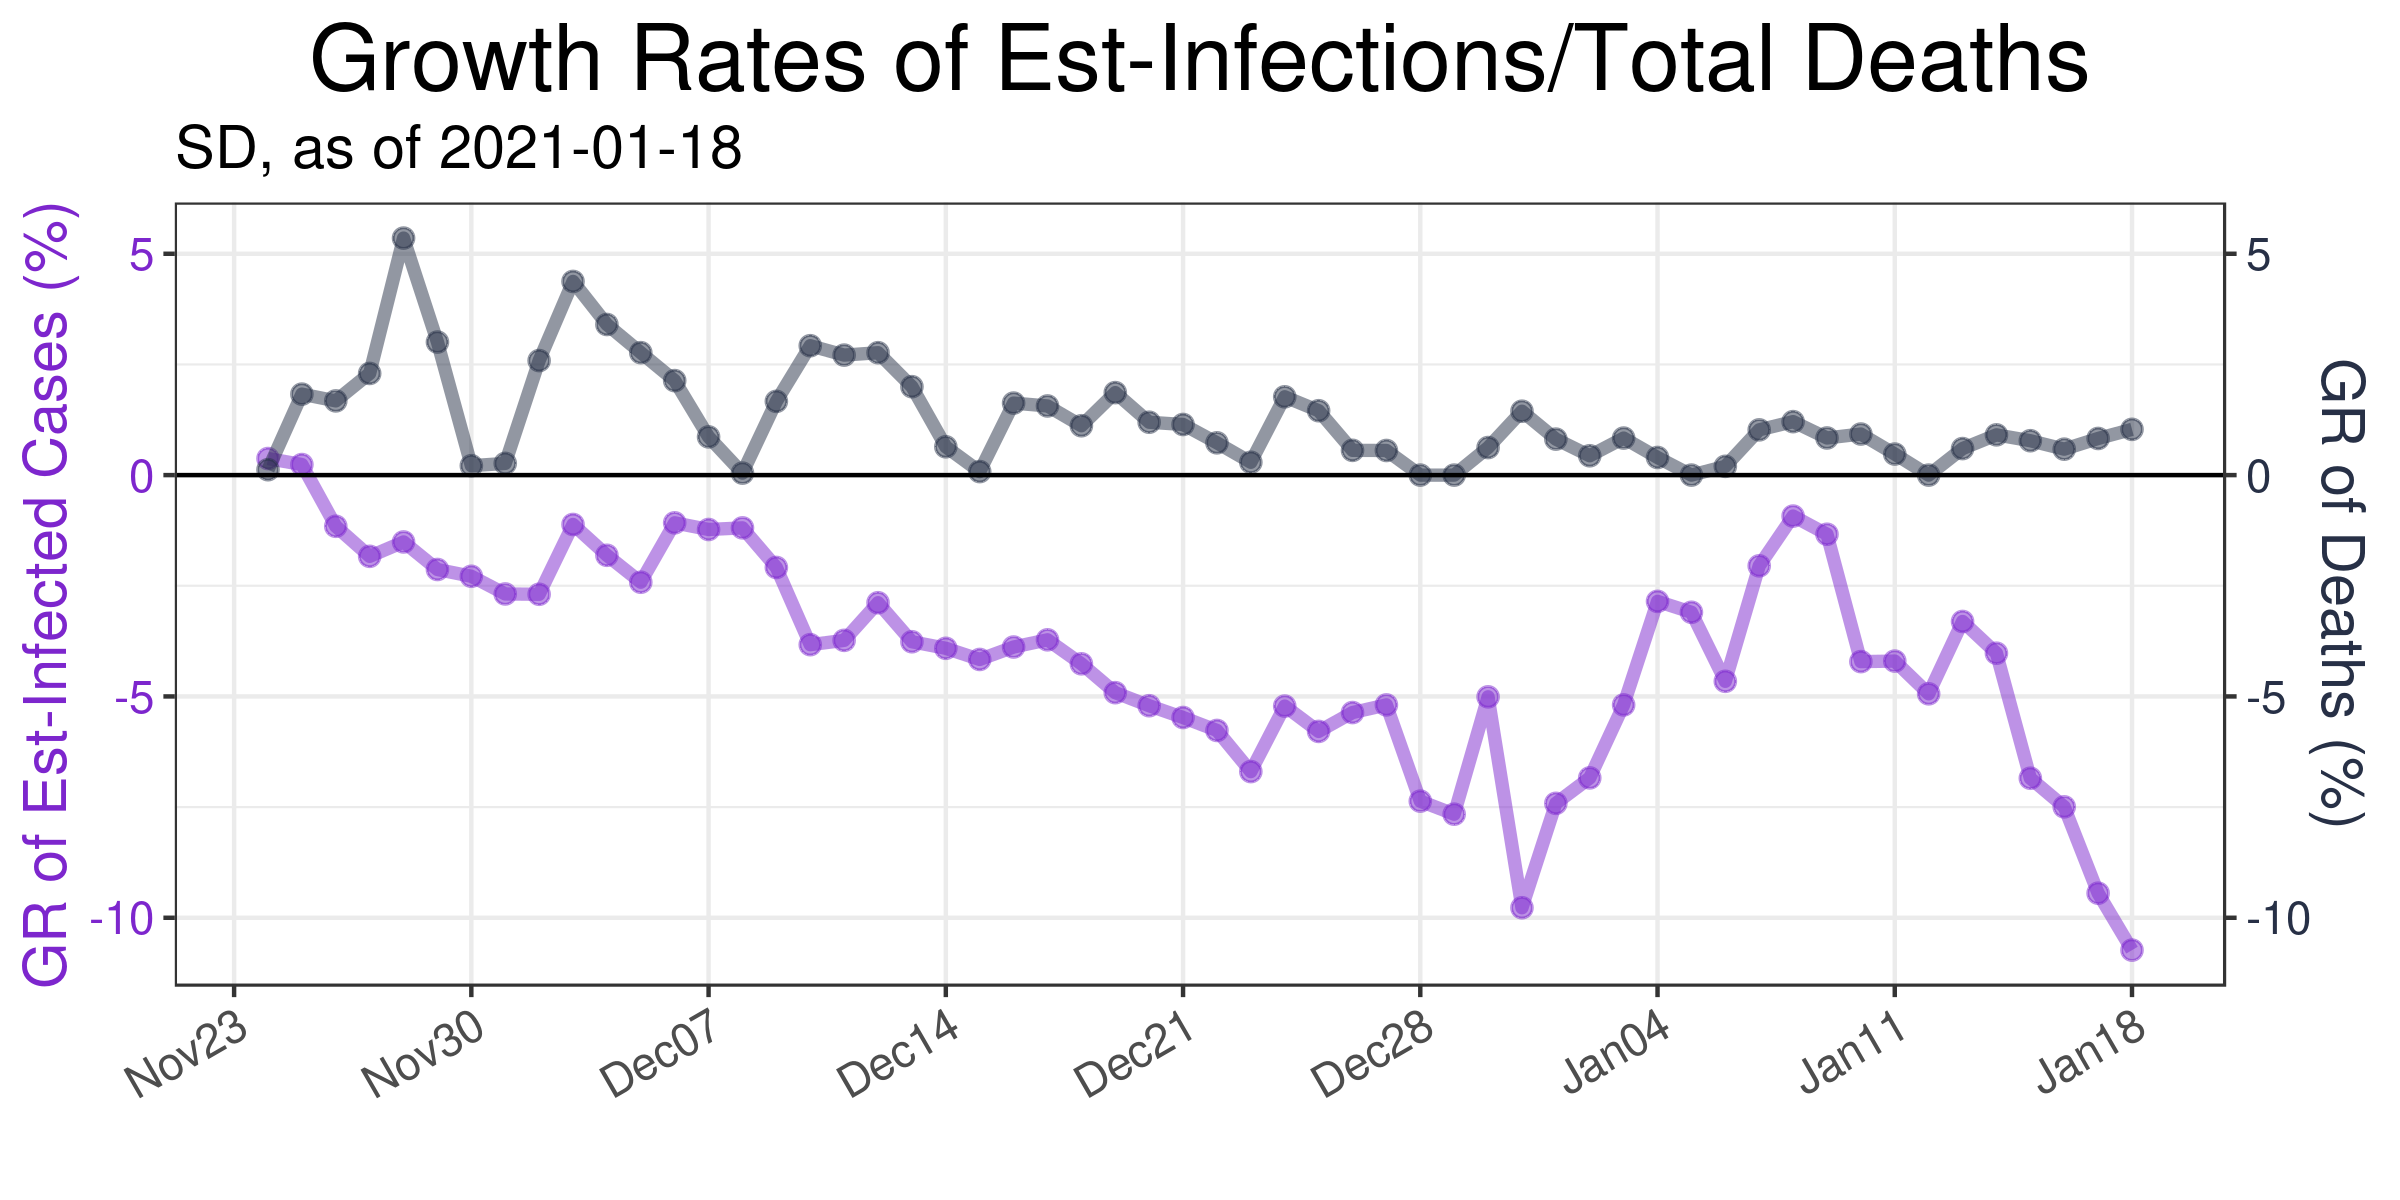 Growth Rates of Est-Infections/Total Deaths
SD, as of 2021-01-18
GR of Est-Infected Cases (%)
5
0
-5
-10
5
0
-5
-10
GR of Deaths (%)
Nov23
Nov30
Dec07
Dec14
Dec21
Dec28
Jan04
Jan11
Jan18